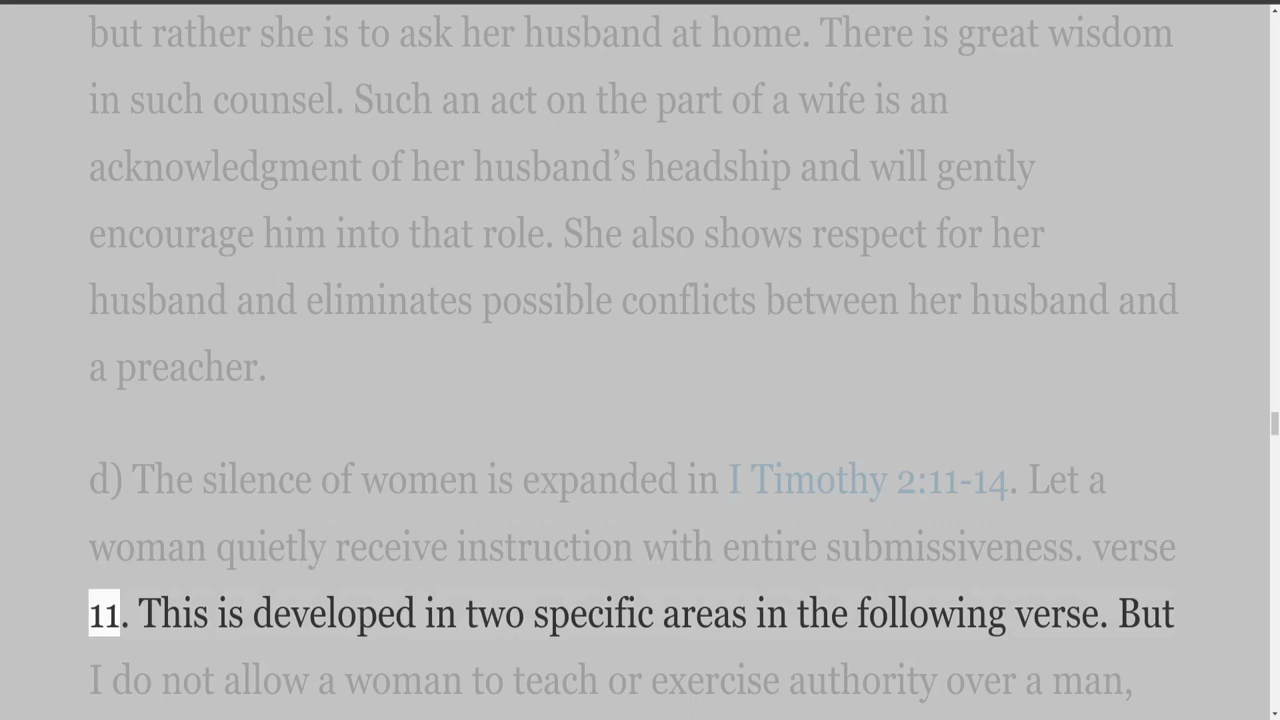 but rather she is to ask her husband at home. There is great wisdom
in such counsel. Such an act on the part of a wife is an
acknowledgment of her husband’s headship and will gently
encourage him into that role. She also shows respect for her
husband and eliminates possible conflicts between her husband and
a preacher.
d) The silence of women is expanded in I Timothy 2:11-14. Let a
woman quietly receive instruction with entire submissiveness. verse
11. This is developed in two specific areas in the following verse. But
I do not allow a woman to teach or exercise authority over a man,